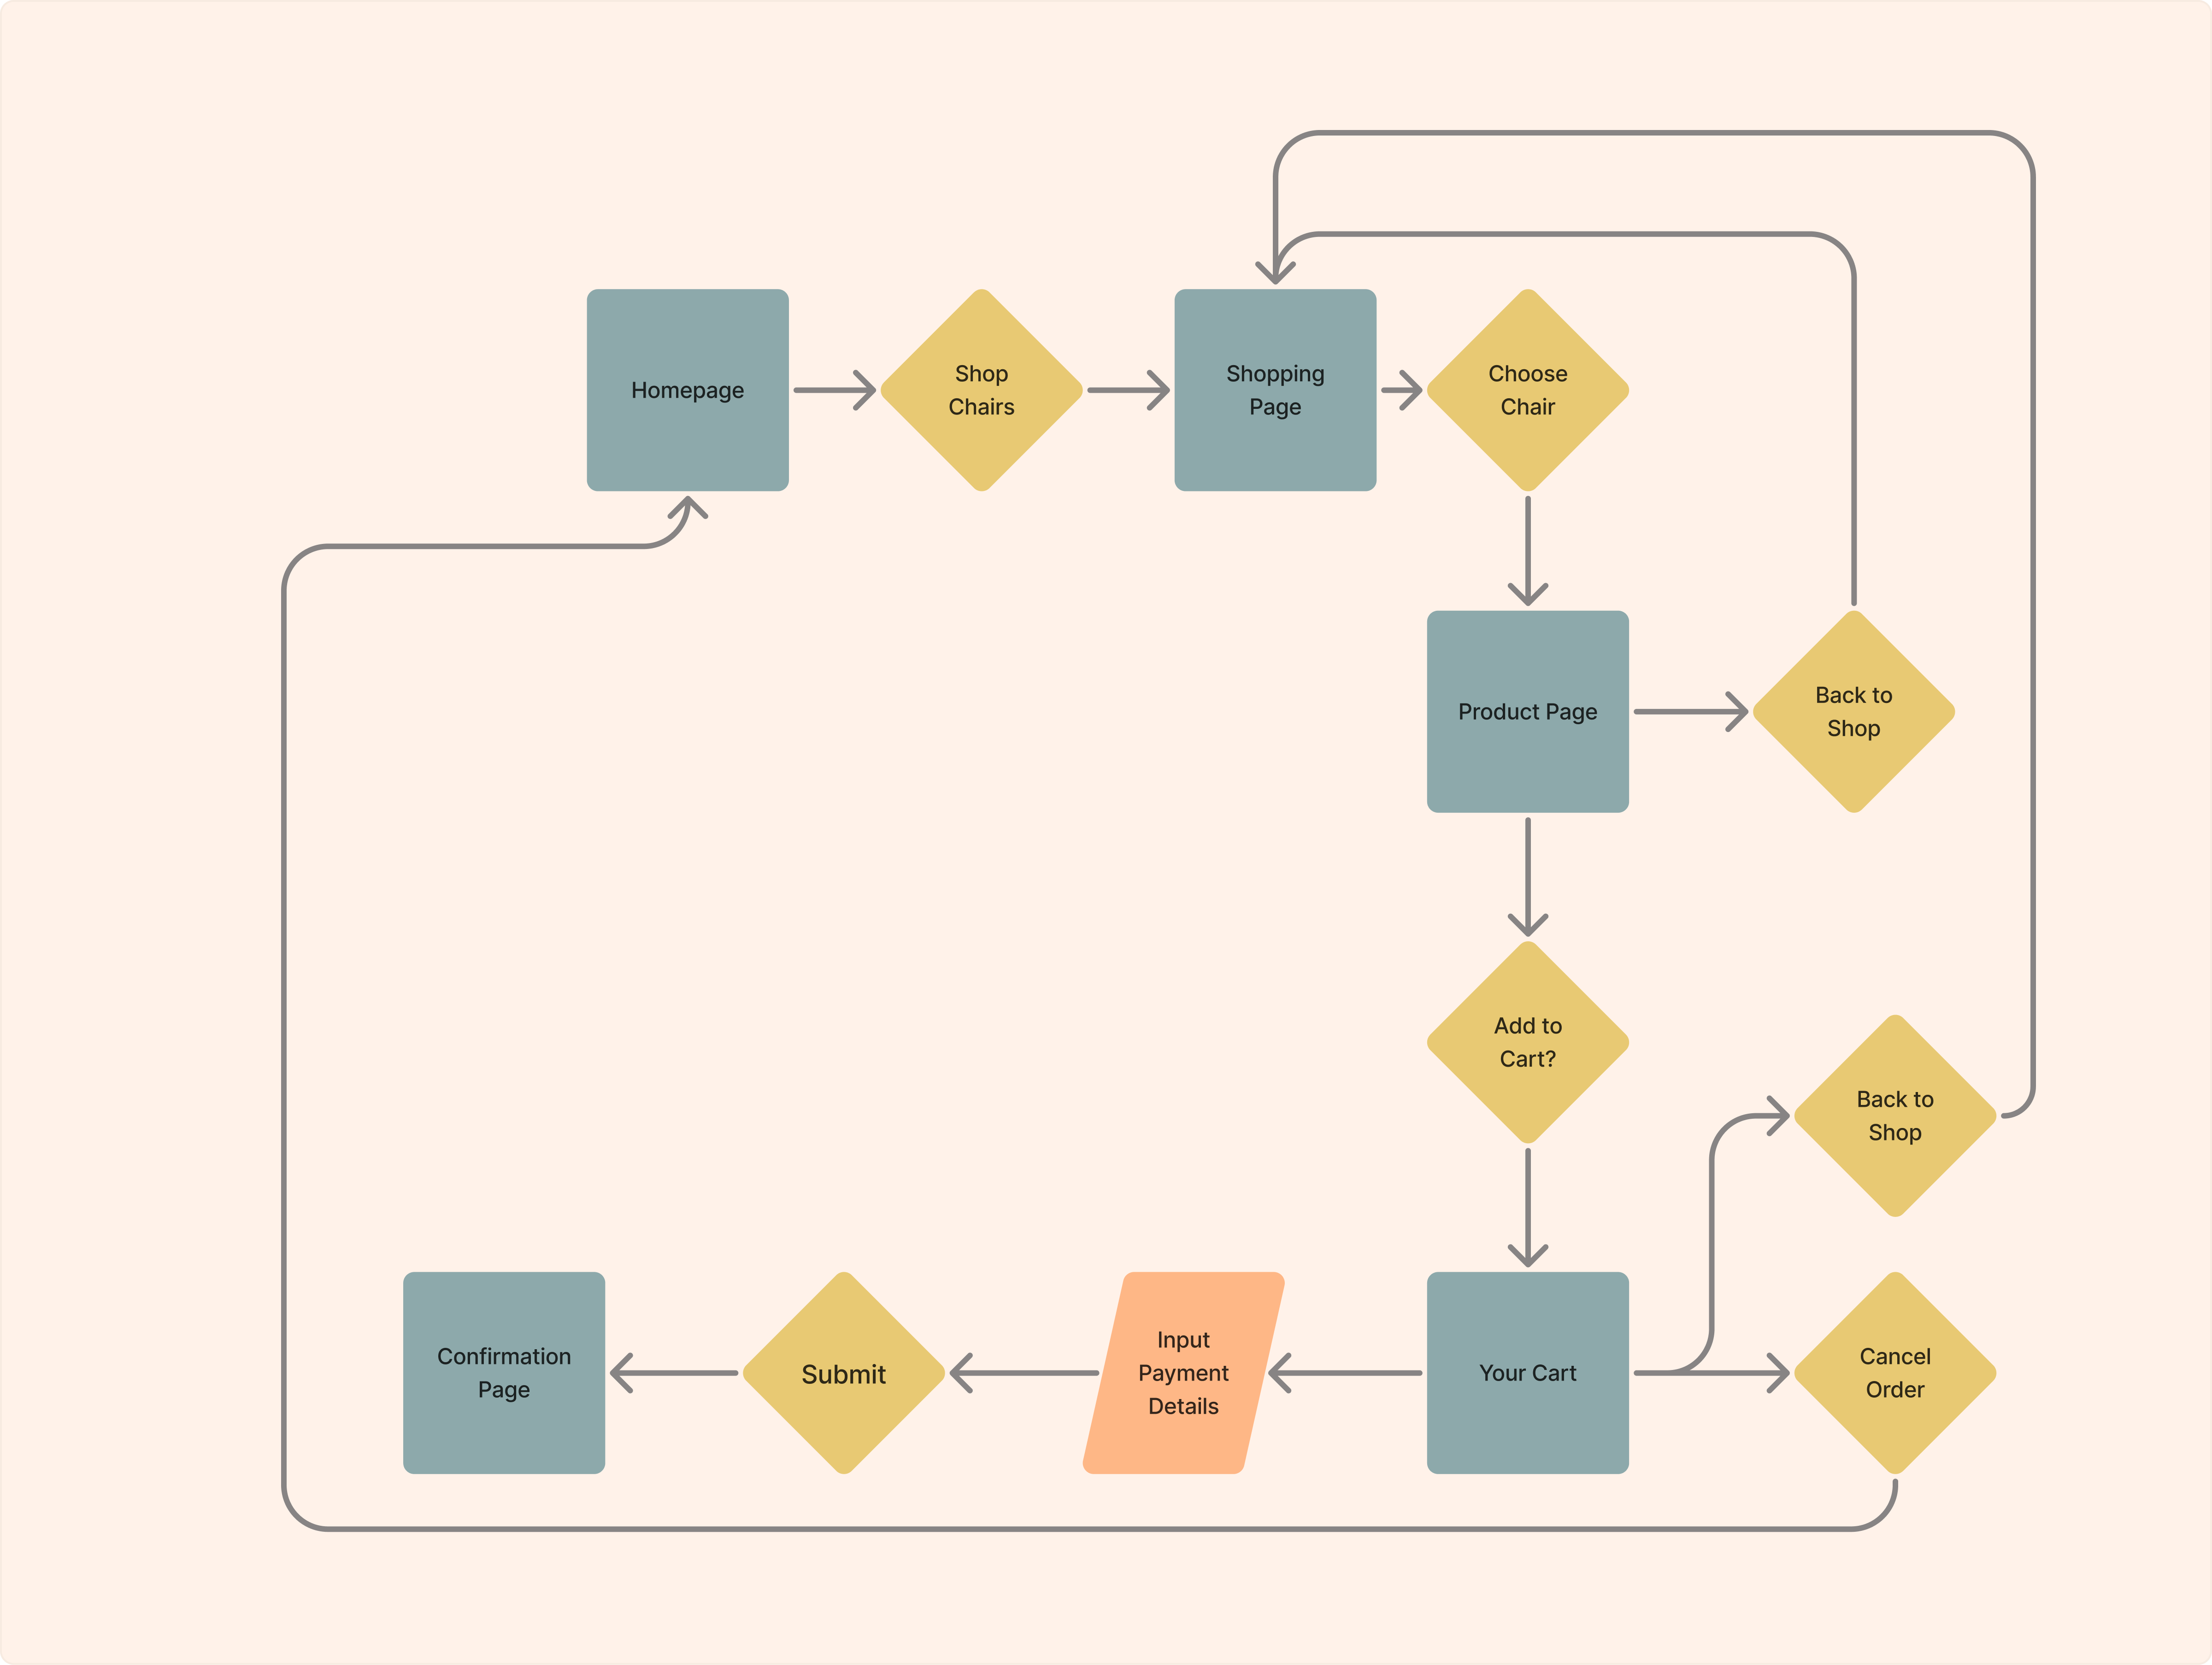 Homepage
Shop
Chairs
Shopping
Page
Choose
Chair
Product Page
Back to
Shop
Add to
Cart?
Back to
Shop
Confirmation
Page
Submit
Input
Payment
Details
Your Cart
Cancel
Order